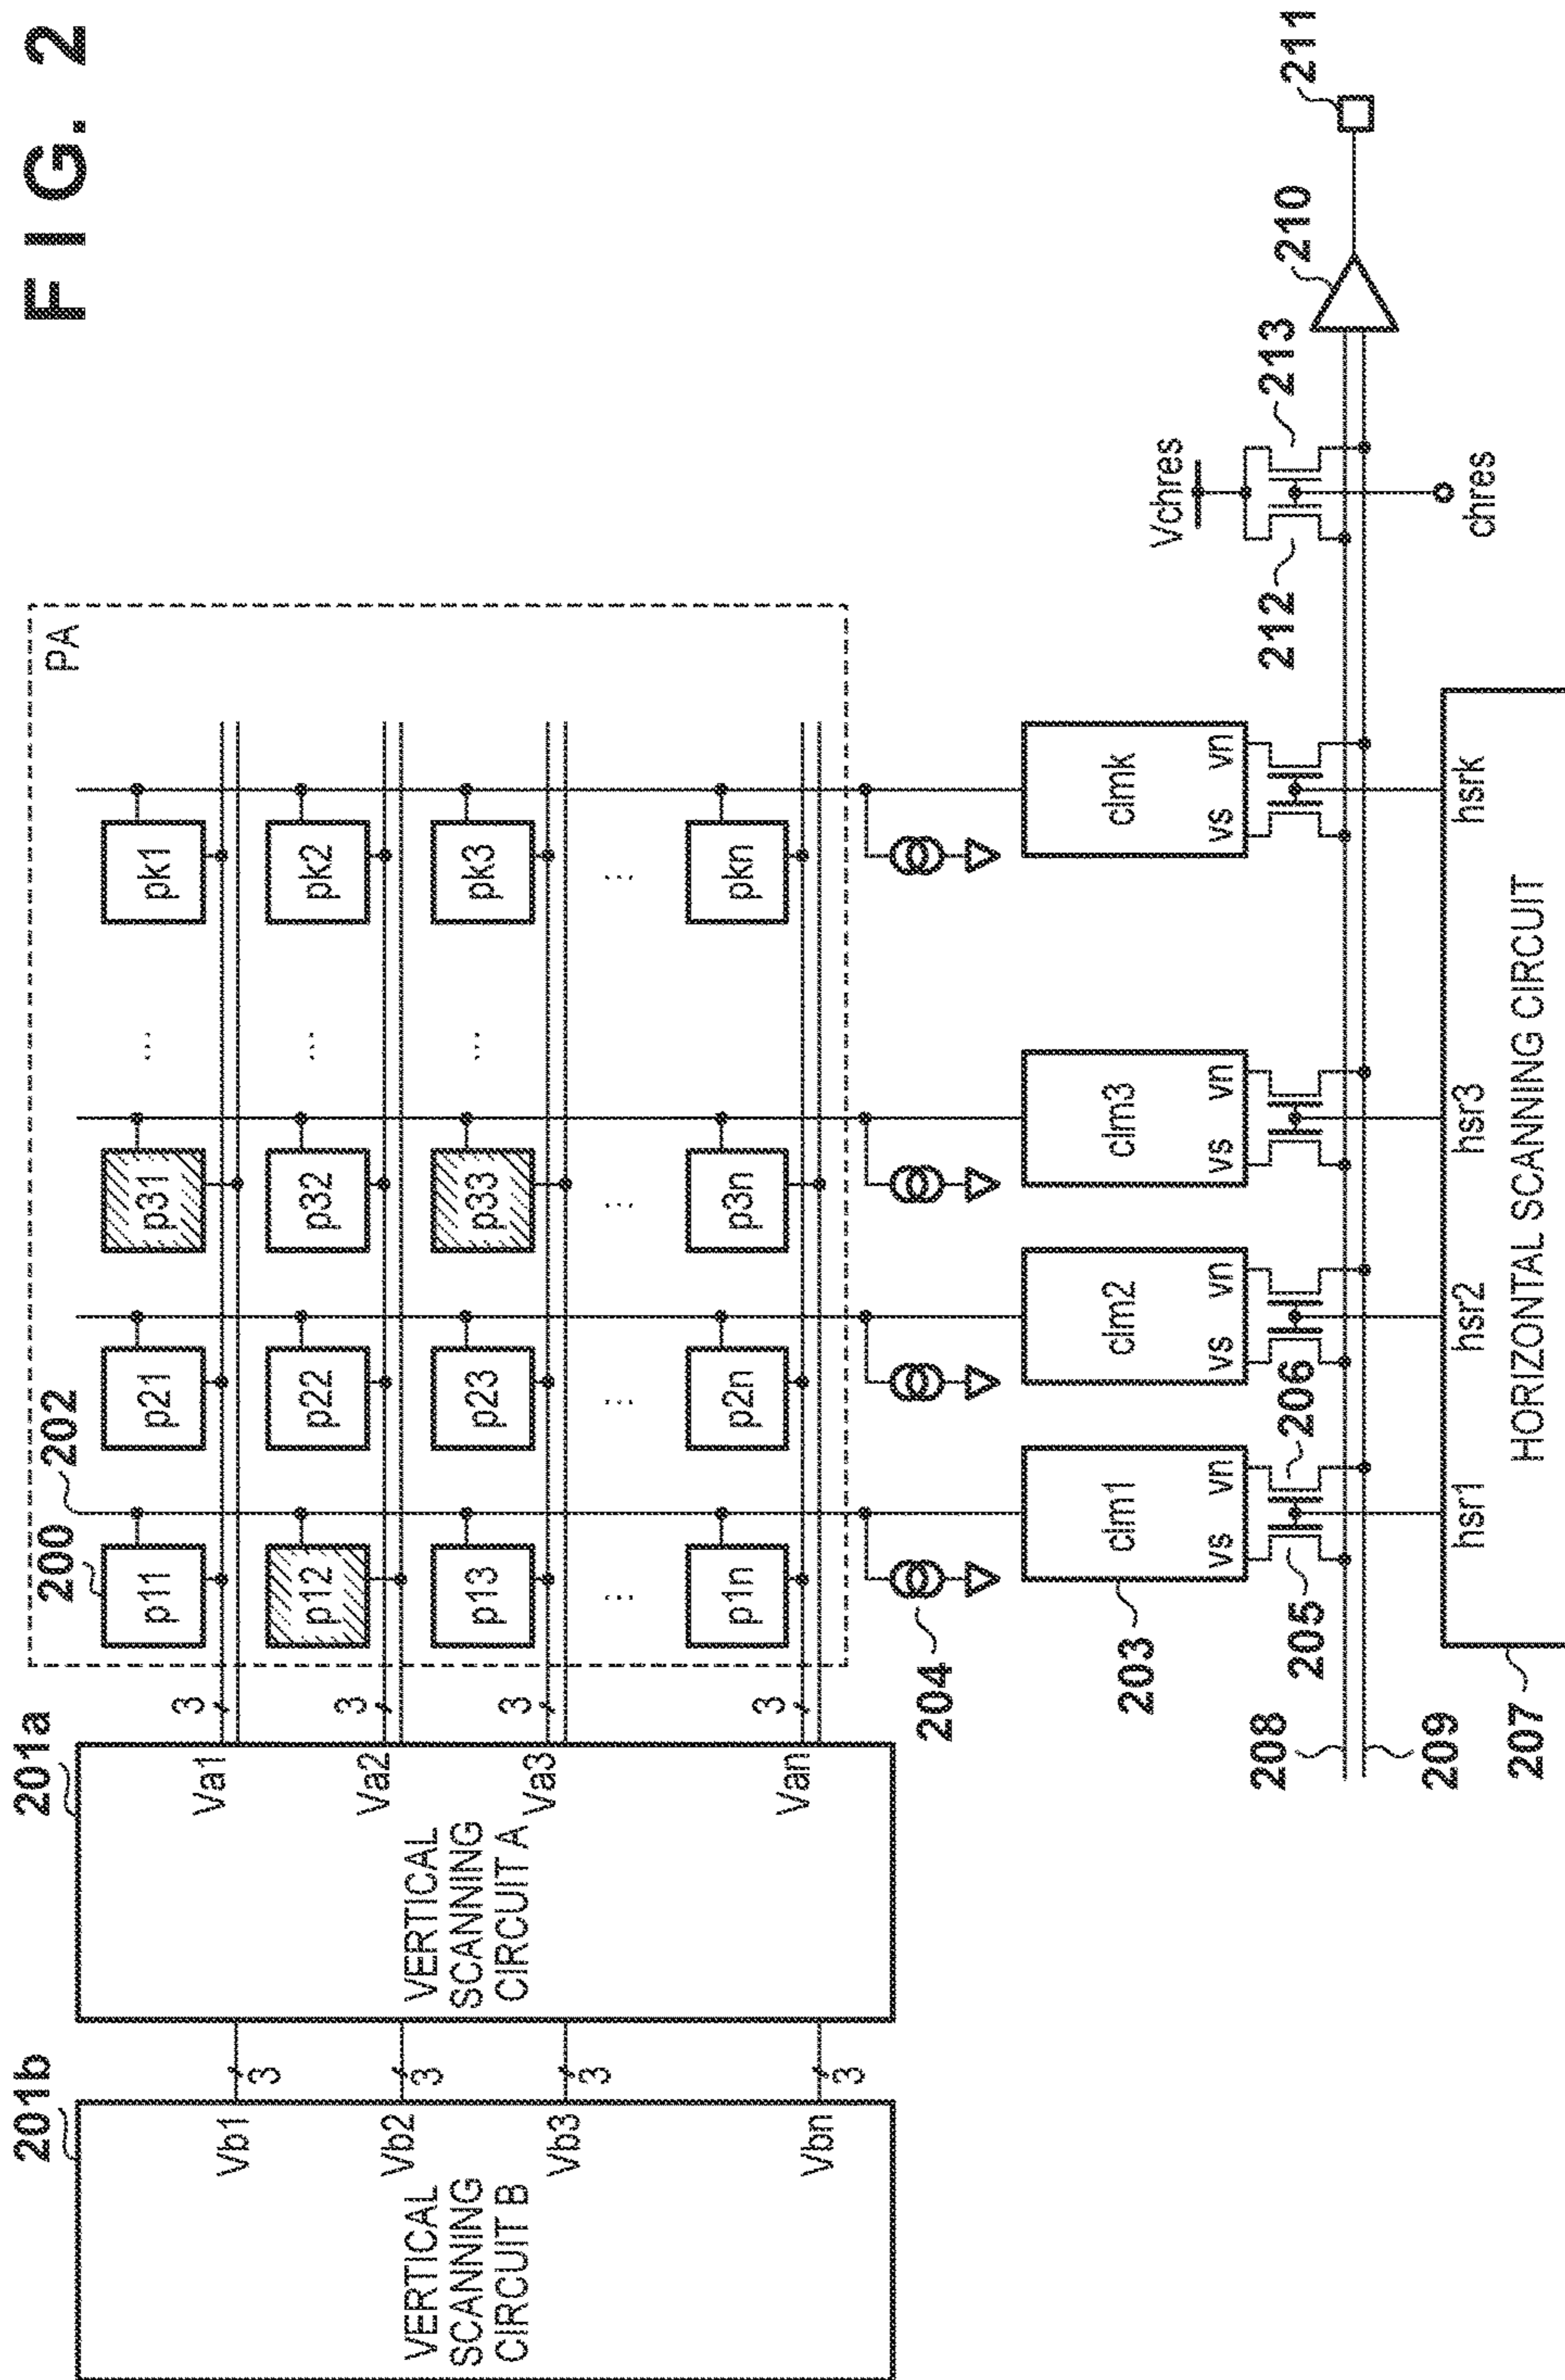 FIG. 2
201b
201a
200
202
PA
VERTICAL
SCANNING
CIRCUIT B
Vb1
Vb2
Vb3
Vbn
3
3
3
3
VERTICAL
SCANNING
CIRCUIT A
Va1
Va2
Va3
Van
3
3
3
3
p11
p21
p31
...
pk1
p12
p22
p32
...
pk2
p13
p23
p33
...
pk3
...
...
...
...
p1n
p2n
p3n
pkn
204
203
clm1
vs
vn
clm2
vs
vn
clm3
vs
vn
clmk
vs
vn
205
206
208
209
Vchres
212
213
chres
210
211
207
hsr1
hsr2
hsr3
hsrk
HORIZONTAL SCANNING CIRCUIT